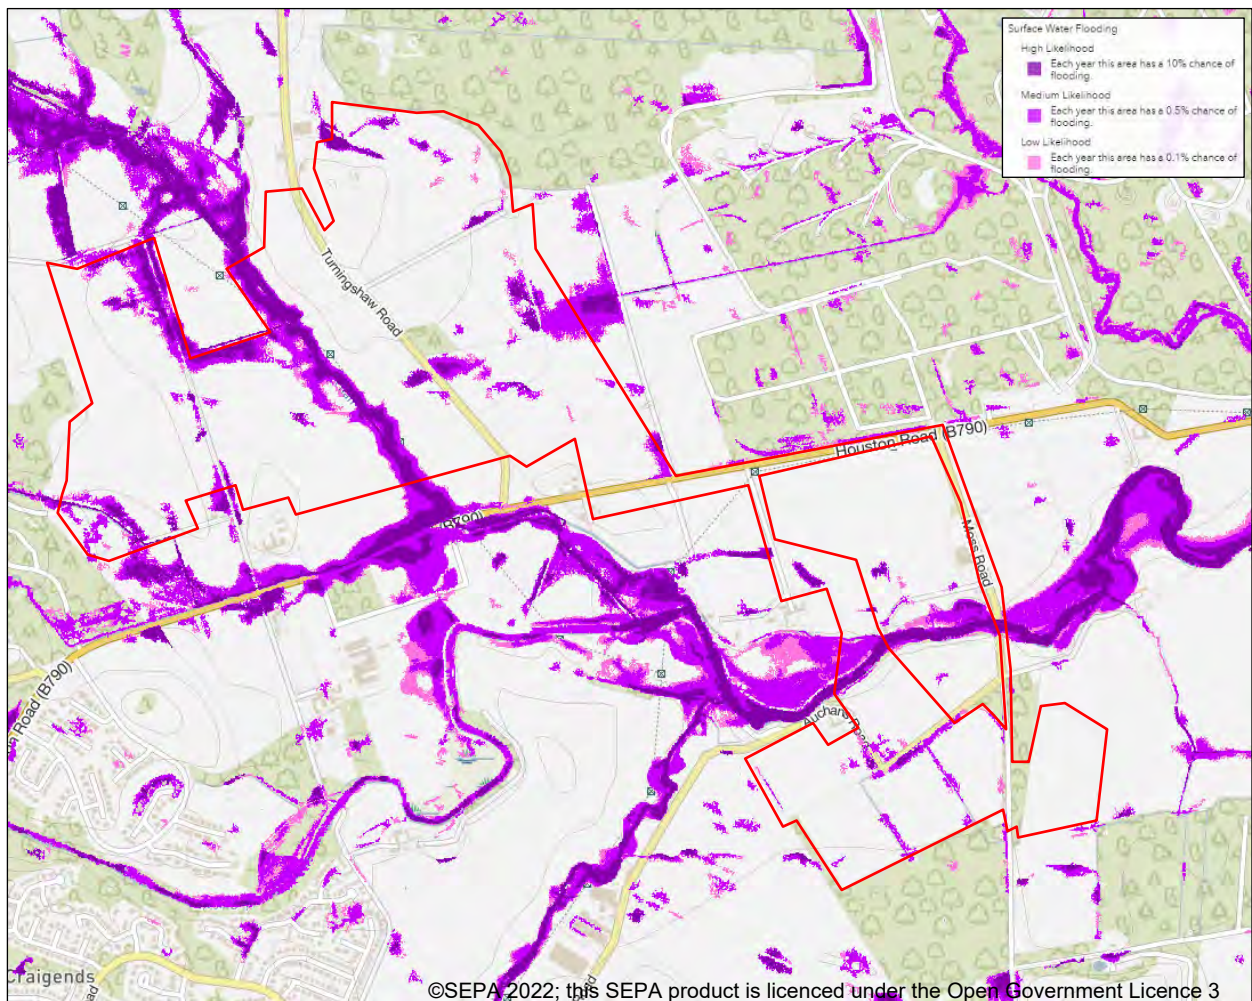 Surface Water Flooding
High Likelihood
Each year this area has a 10% chance of
flooding.
Medium Likelihood
Each year this area has a 0.5% chance of
flooding.
Low Likelihood
Each year this area has a 0.1% chance of
flooding.
Turningshaw Road
Houston Road (B790)
B790)
Moss Road
Road (B790)
Auchans Road
Craigends
©SEPA 2022; this SEPA product is licenced under the Open Government Licence 3